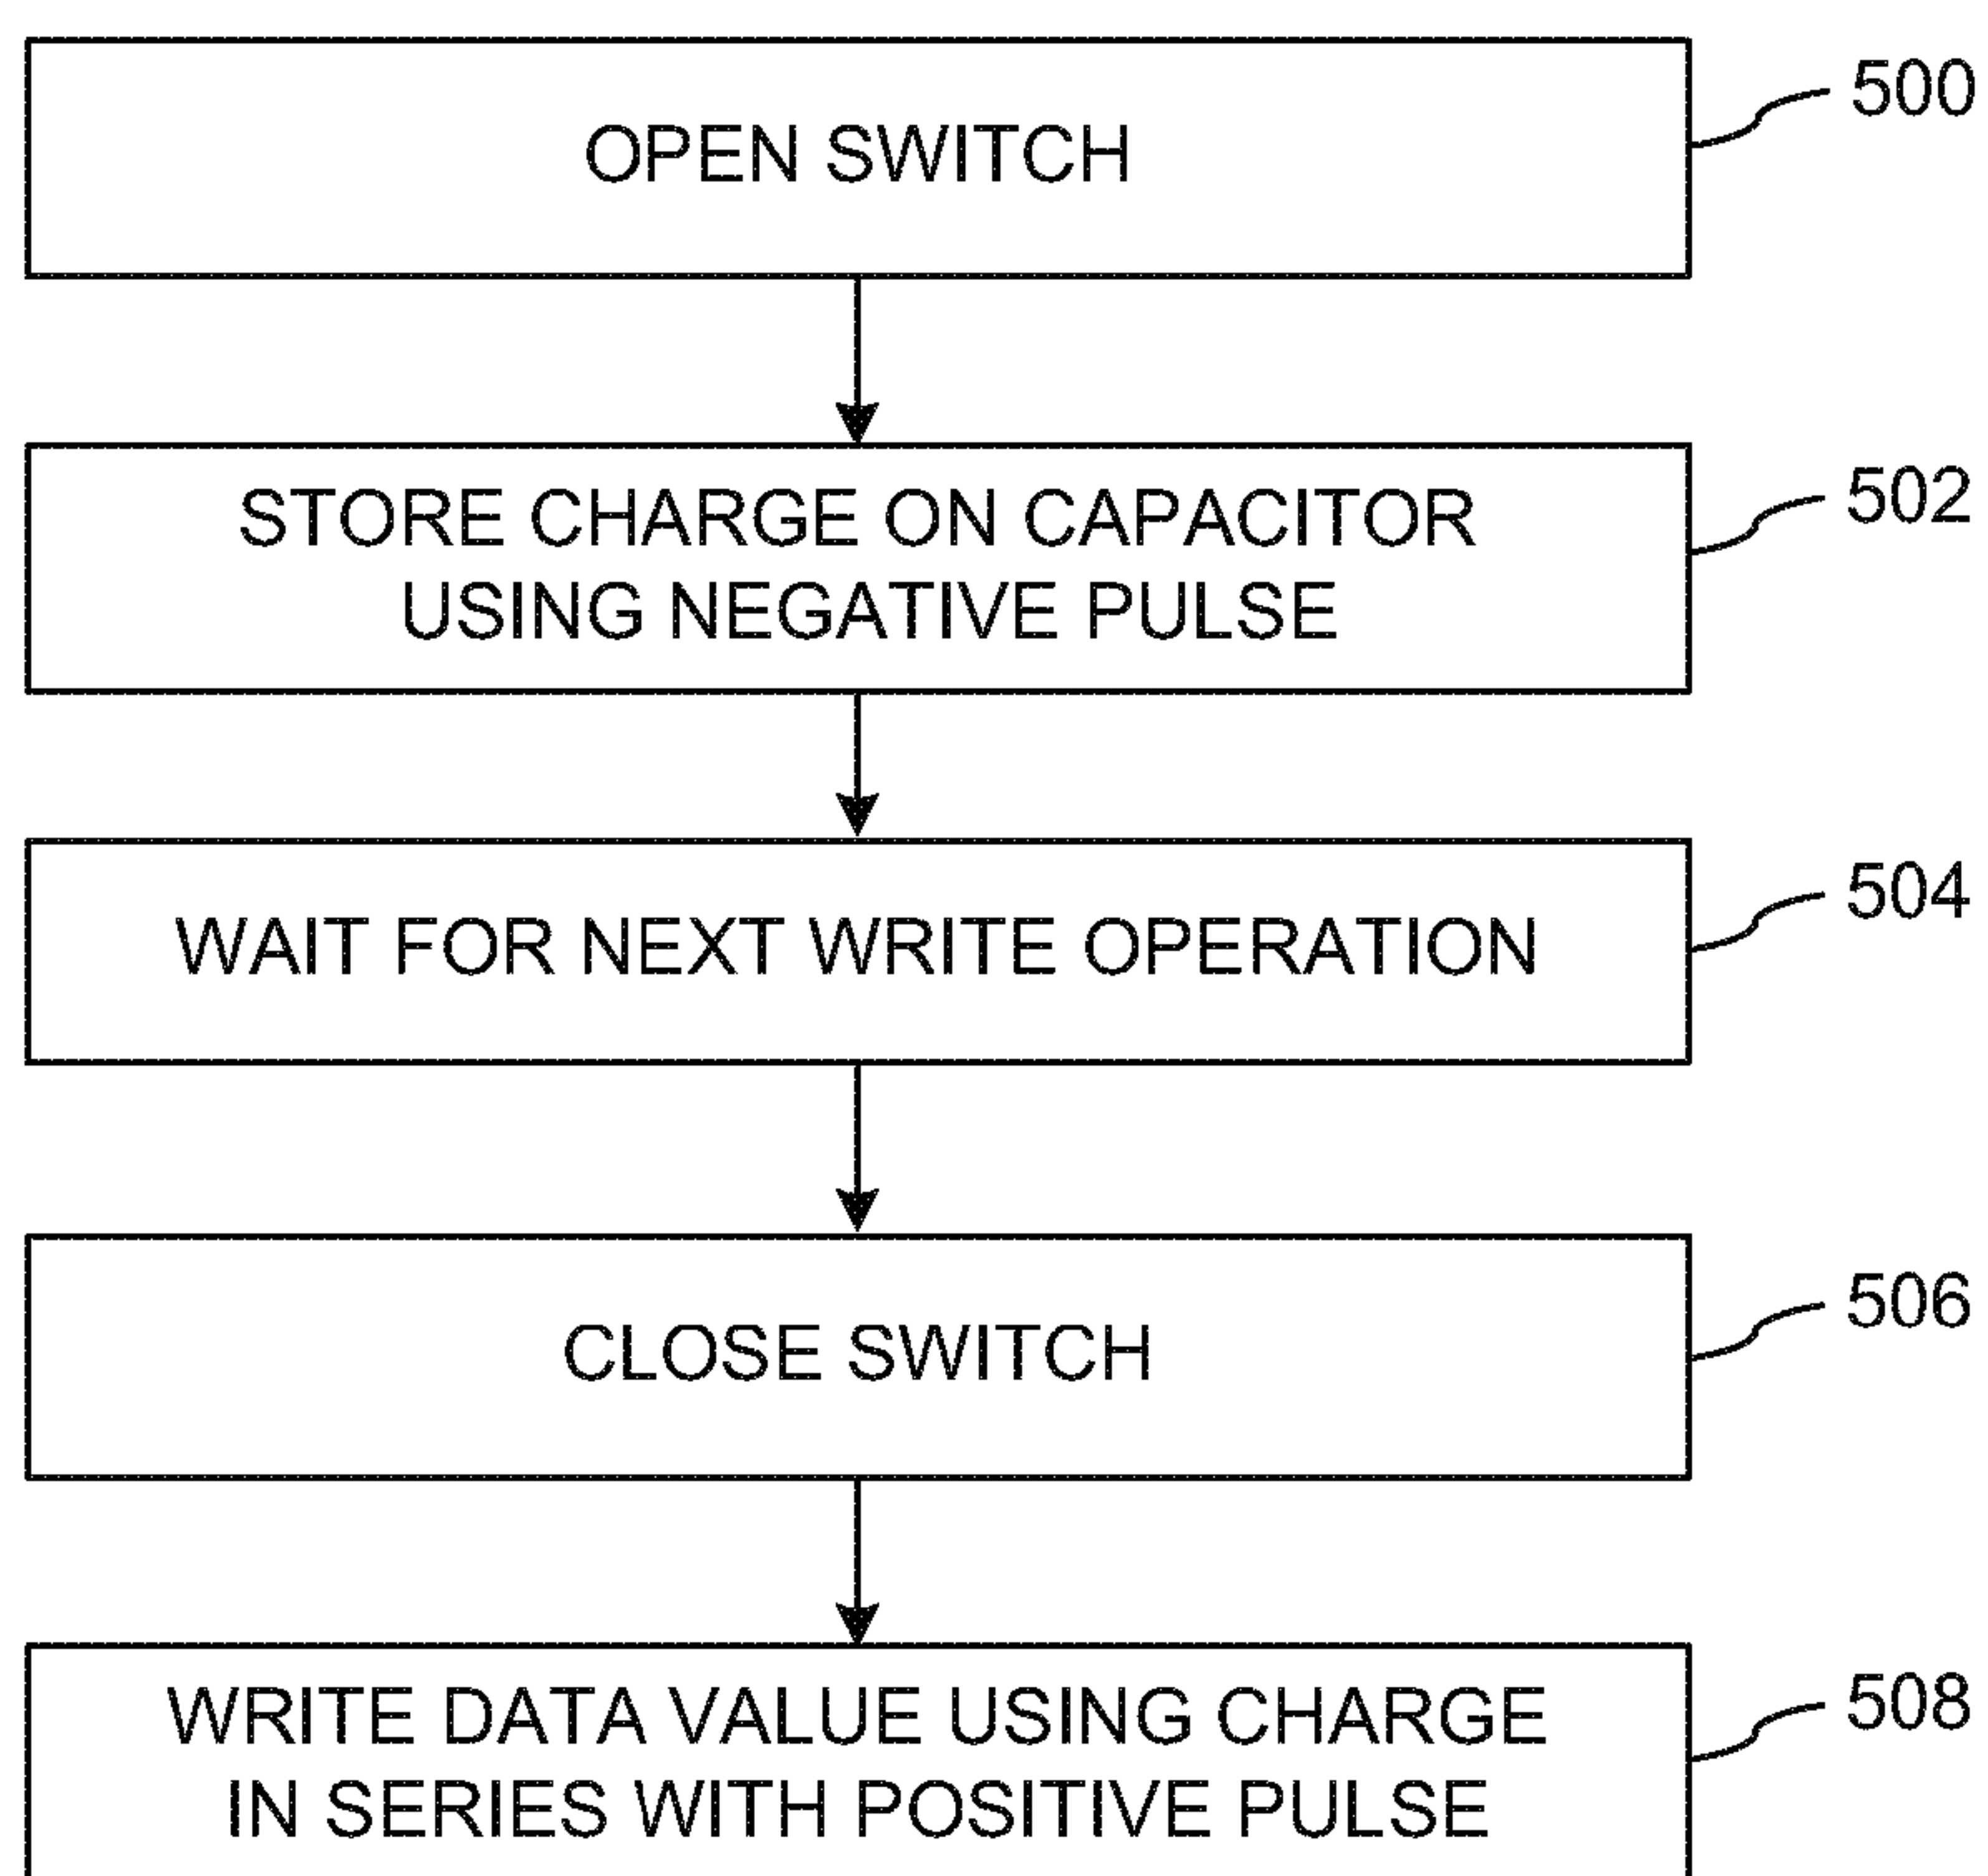 OPEN SWITCH
500
STORE CHARGE ON CAPACITOR
USING NEGATIVE PULSE
502
WAIT FOR NEXT WRITE OPERATION
504
CLOSE SWITCH
506
WRITE DATA VALUE USING CHARGE
IN SERIES WITH POSITIVE PULSE
508